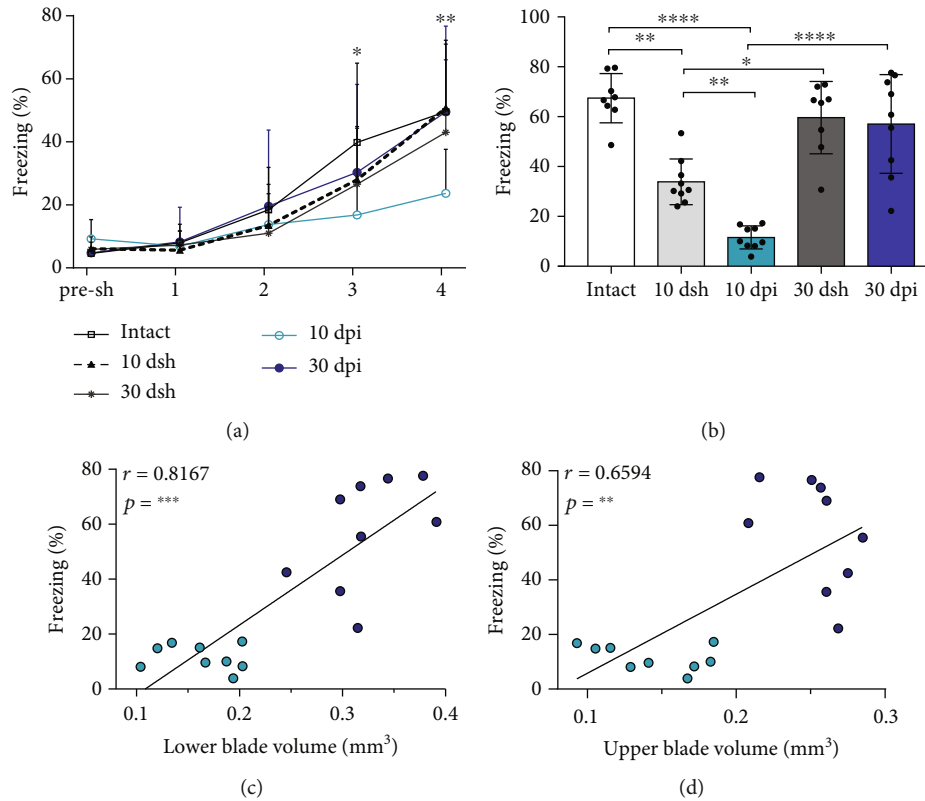 80
60
40
20
0
Freezing (%)
*
**
pre-sh 1 2 3 4
Intact
10 dsh
30 dsh
10 dpi
30 dpi
(a)
100
80
60
40
20
0
Freezing (%)
****
**
****
*
**
Intact 10 dsh 10 dpi 30 dsh 30 dpi
(b)
80
60
40
20
0
Freezing (%)
r = 0.8167
p = ***
0.1 0.2 0.3 0.4
Lower blade volume (mm³)
(c)
80
60
40
20
0
Freezing (%)
r = 0.6594
p = **
0.1 0.2 0.3
Upper blade volume (mm³)
(d)